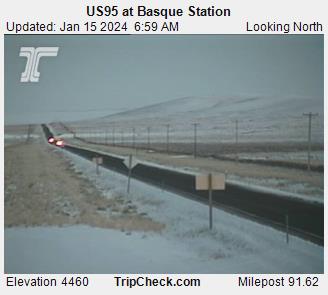 US95 at Basque Station
Updated: Jan 15 2024 6:59 AM Looking North
Elevation 4460 TripCheck.com Milepost 91.62